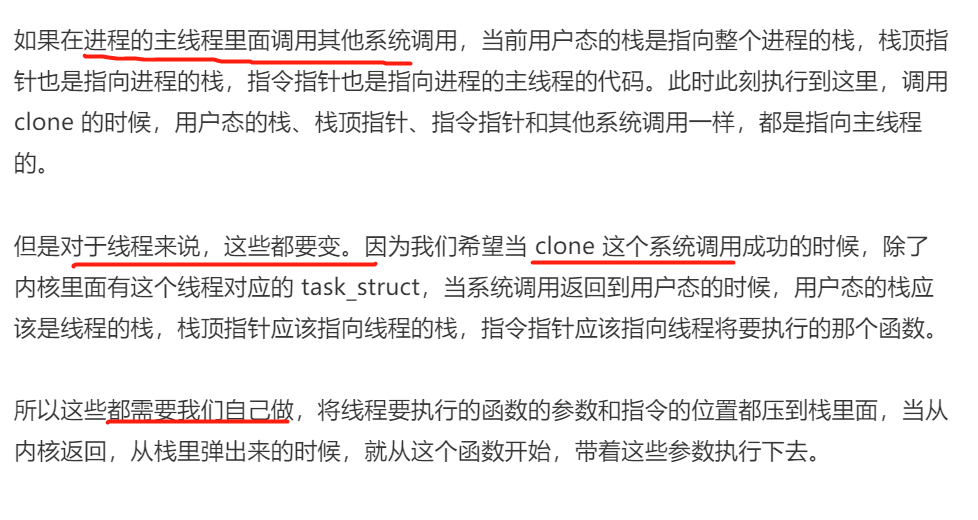 如果在进程的主线程里面调用其他系统调用，当前用户态的栈是指向整个进程的栈，栈顶指
针也是指向进程的栈，指令指针也是指向进程的主线程的代码。此时此刻执行到这里，调用
clone 的时候，用户态的栈、栈顶指针、指令指针和其他系统调用一样，都是指向主线程
的。
但是对于线程来说，这些都要变。因为我们希望当 clone 这个系统调用成功的时候，除了
内核里面有这个线程对应的 task_struct，当系统调用返回到用户态的时候，用户态的栈应
该是线程的栈，栈顶指针应该指向线程的栈，指令指针应该指向线程将要执行的那个函数。
所以这些都需要我们自己做，将线程要执行的函数的参数和指令的位置都压到栈里面，当从
内核返回，从栈里弹出来的时候，就从这个函数开始，带着这些参数执行下去。